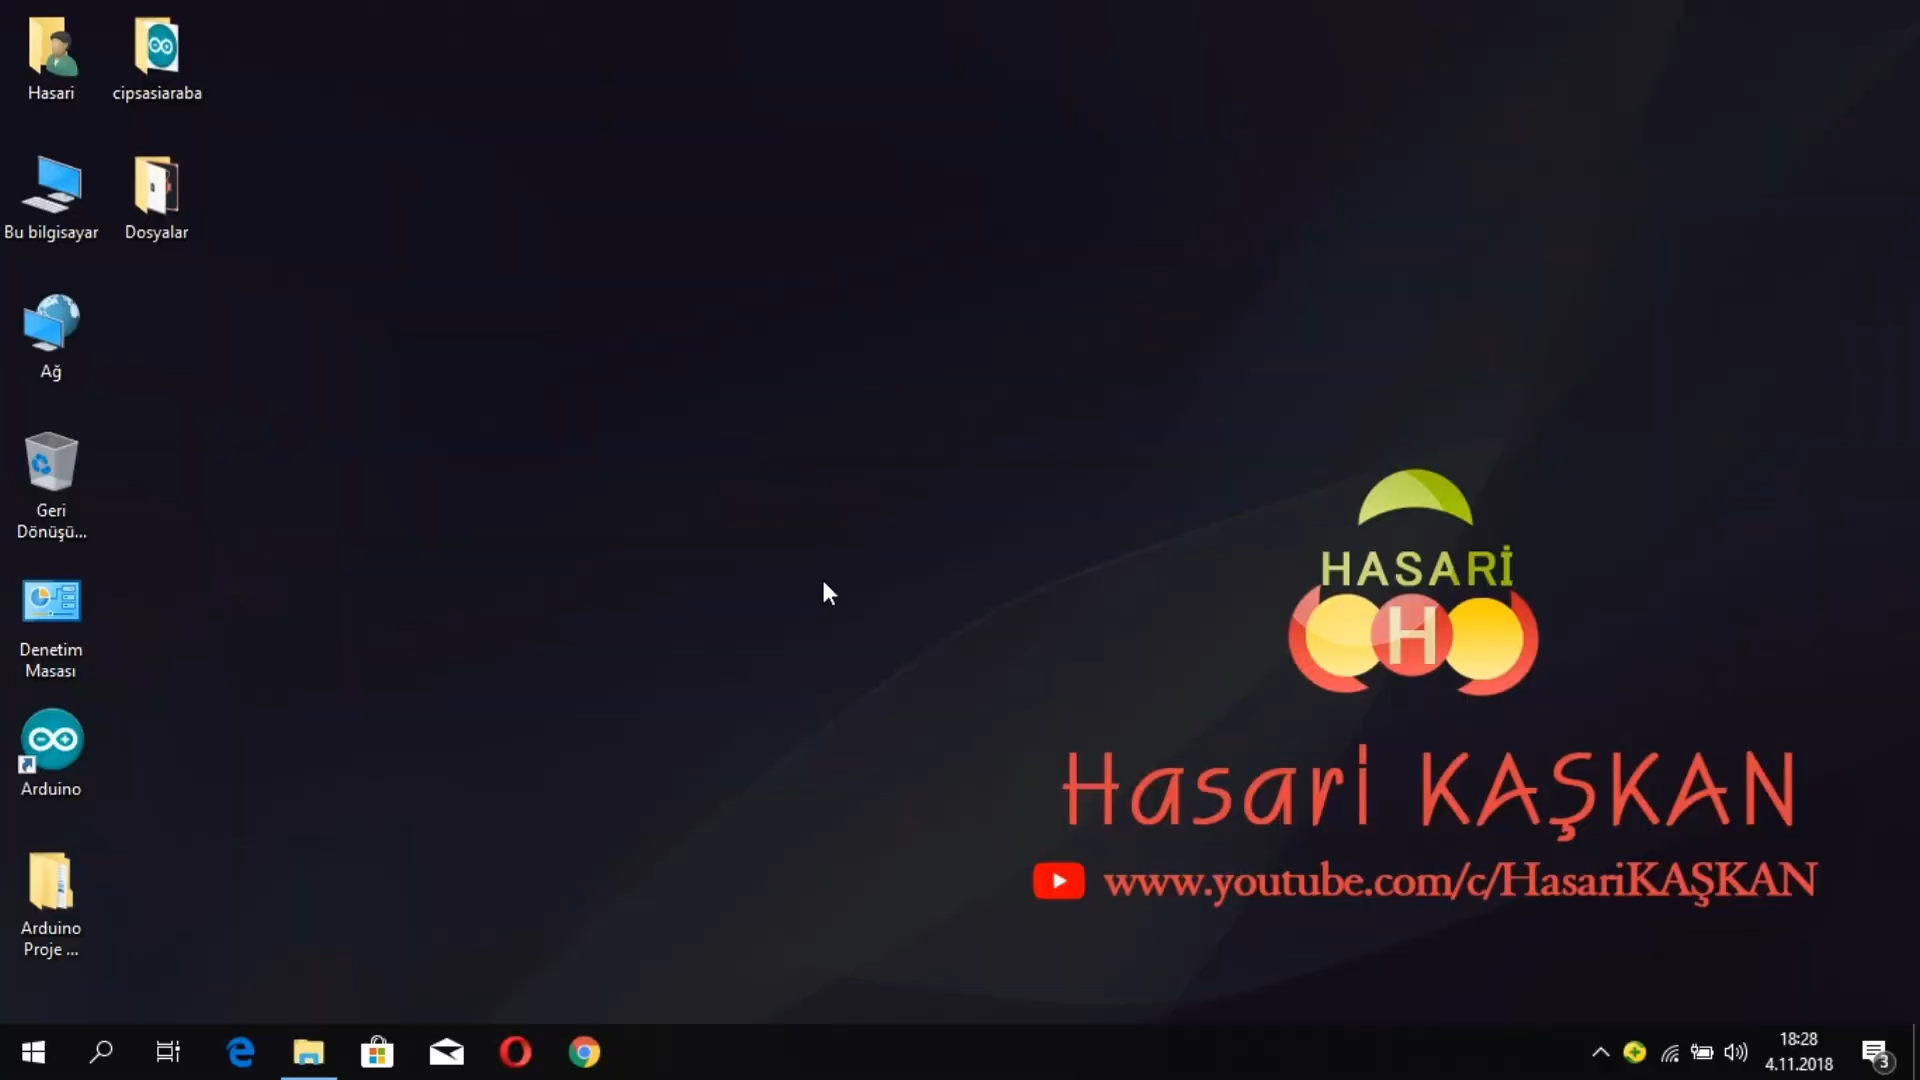 Hasari
cipsasiaraba
Bu bilgisayar
Dosyalar
Ağ
Geri
Dönüşü...
Denetim
Masası
Arduino
Arduino
Proje ...
HASARİ
H
Hasari KAŞKAN
www.youtube.com/c/HasariKAŞKAN
18:28
4.11.2018
3